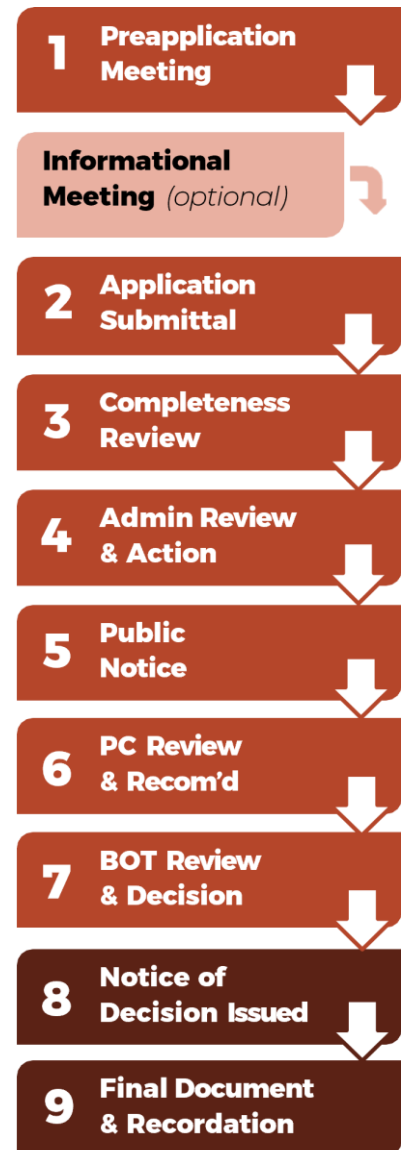 1 Preapplication
Meeting
Informational
Meeting (optional)
2 Application
Submittal
3 Completeness
Review
4 Admin Review
& Action
5 Public
Notice
6 PC Review
& Recom’d
7 BOT Review
& Decision
8 Notice of
Decision Issued
9 Final Document
& Recordation